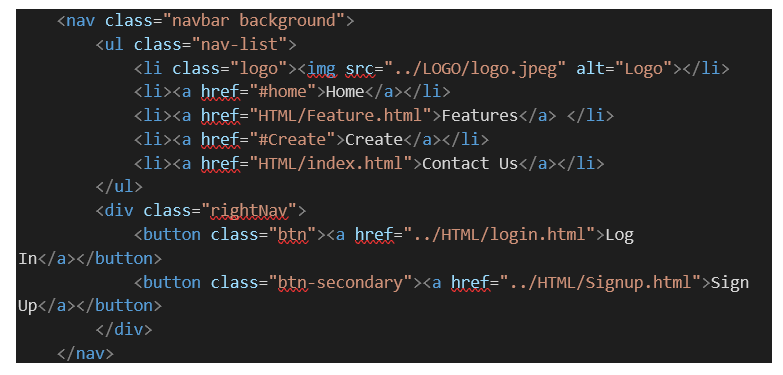 <nav class="navbar background">
<ul class="nav-list">
<li class="logo"><img src="../LOGO/logo.jpeg" alt="Logo"></li>
<li><a href="#home">Home</a></li>
<li><a href="HTML/Feature.html">Features</a> </li>
<li><a href="#Create">Create</a></li>
<li><a href="HTML/index.html">Contact Us</a></li>
</ul>
<div class="rightNav">
<button class="btn"><a href="../HTML/login.html">Log
In</a></button>
<button class="btn-secondary"><a href="../HTML/Signup.html">Sign
Up</a></button>
</div>
</nav>